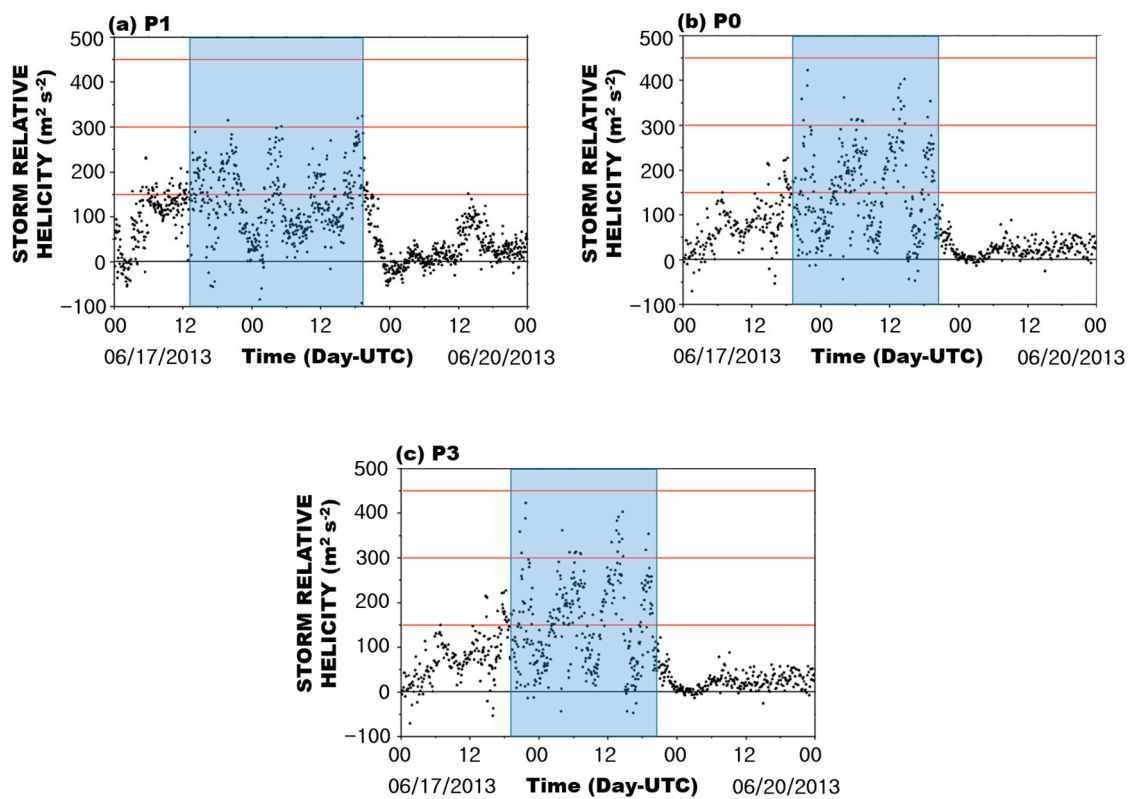 (a) P1
STORM RELATIVE
HELICITY (m² s⁻²)
500
400
300
200
100
0
−100
00 12 00 12 00 12 00
06/17/2013 Time (Day-UTC) 06/20/2013
(b) P0
STORM RELATIVE
HELICITY (m² s⁻²)
500
400
300
200
100
0
−100
00 12 00 12 00 12 00
06/17/2013 Time (Day-UTC) 06/20/2013
(c) P3
STORM RELATIVE
HELICITY (m² s⁻²)
500
400
300
200
100
0
−100
00 12 00 12 00 12 00
06/17/2013 Time (Day-UTC) 06/20/2013